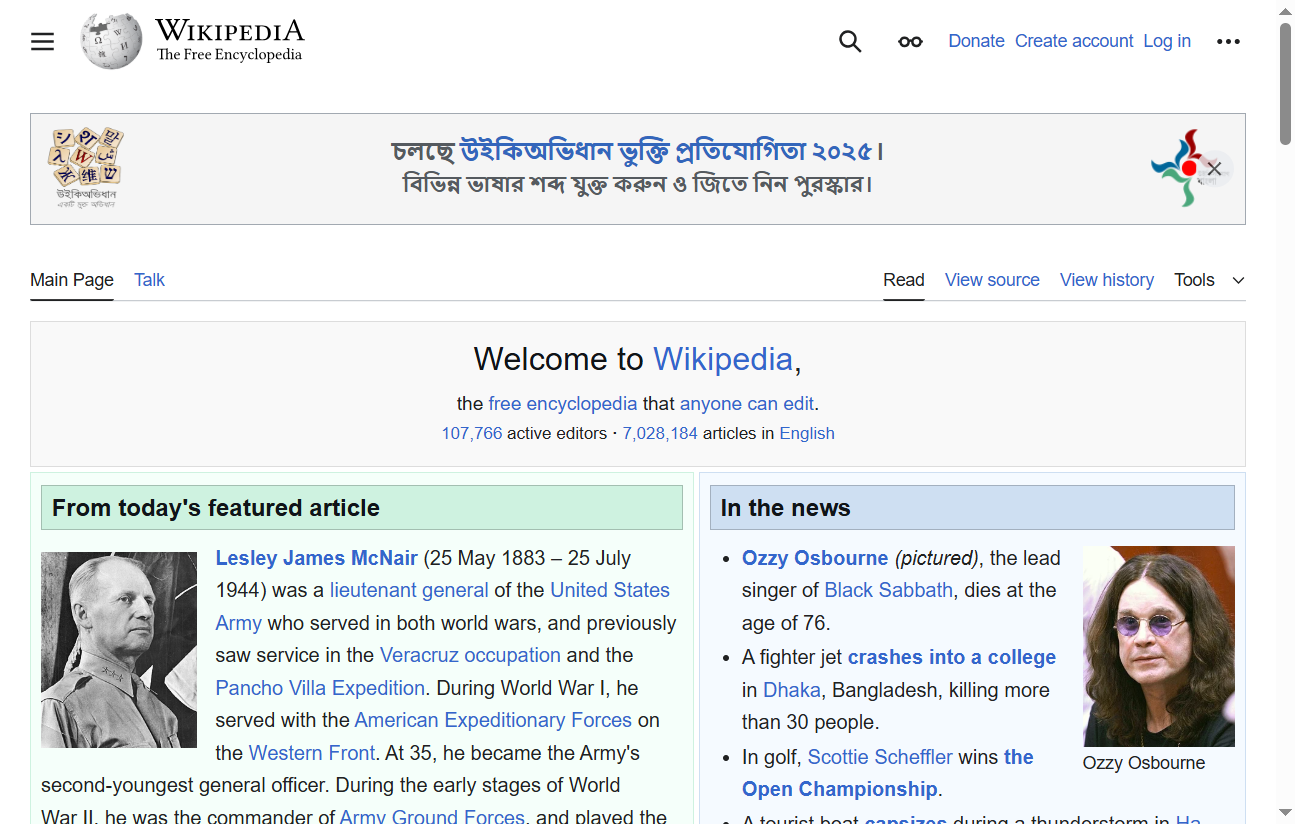 WIKIPEDIA
The Free Encyclopedia
Donate Create account Log in
চলছে উইকিঅভিধান ভুক্তি প্রতিযোগিতা ২০২৫।
বিভিন্ন ভাষার শব্দ যুক্ত করুন ও জিতে নিন পুরস্কার।
উইকিঅভিধান
একটি মুক্ত অভিধান
Main Page Talk Read View source View history Tools
Welcome to Wikipedia,
the free encyclopedia that anyone can edit.
107,766 active editors · 7,028,184 articles in English
From today's featured article
Lesley James McNair (25 May 1883 – 25 July
1944) was a lieutenant general of the United States
Army who served in both world wars, and previously
saw service in the Veracruz occupation and the
Pancho Villa Expedition. During World War I, he
served with the American Expeditionary Forces on
the Western Front. At 35, he became the Army's
second-youngest general officer. During the early stages of World
War II, he was the commander of Army Ground Forces, and played the
In the news
Ozzy Osbourne (pictured), the lead
singer of Black Sabbath, dies at the
age of 76.
A fighter jet crashes into a college
in Dhaka, Bangladesh, killing more
than 30 people.
In golf, Scottie Scheffler wins the
Open Championship.
A tourist boat capsizes during a thunderstorm in Ha
Ozzy Osbourne